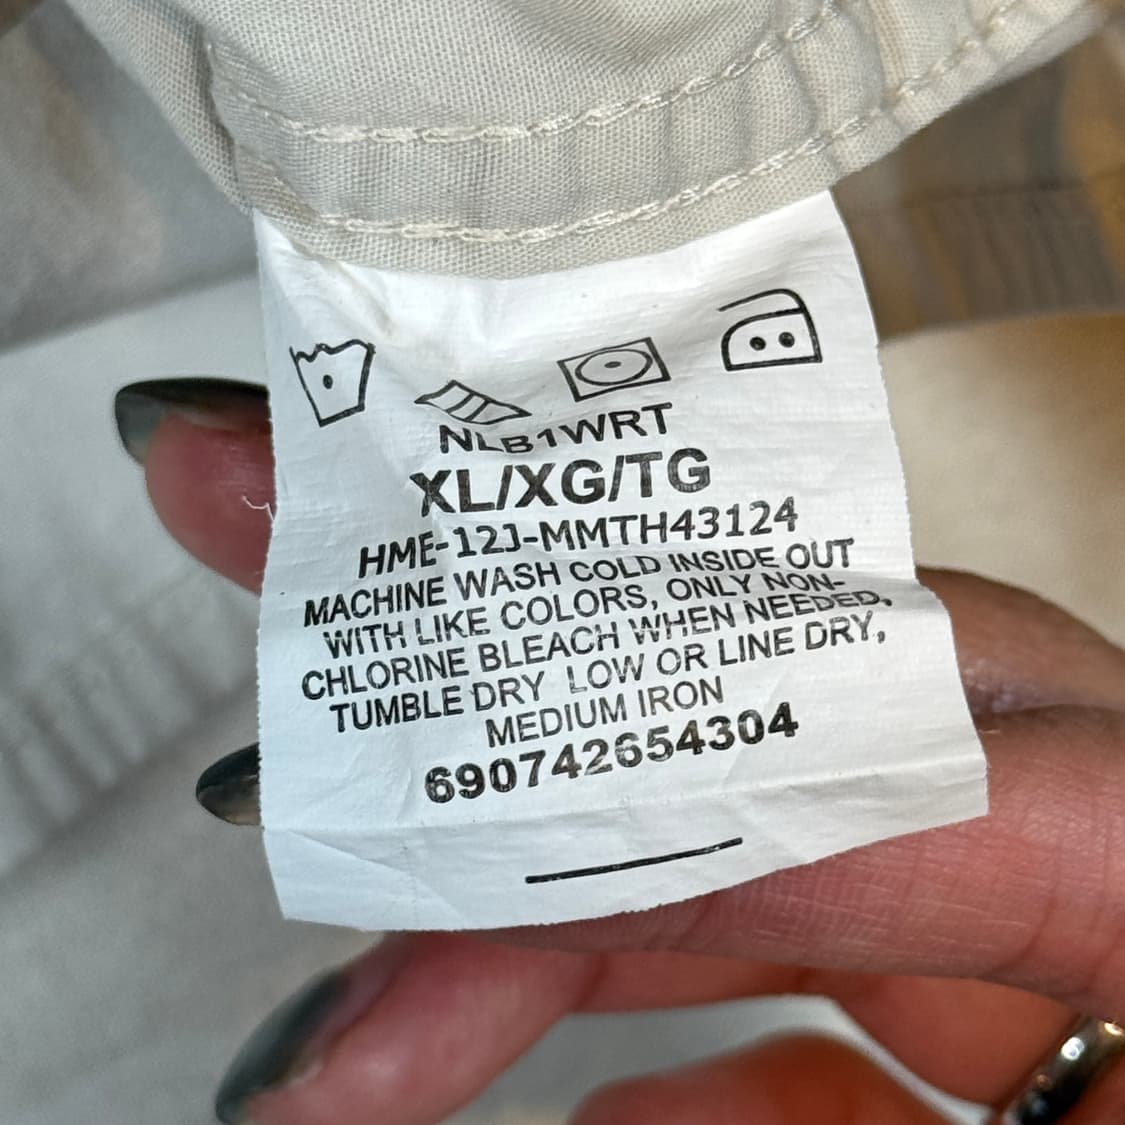 NLB1WRT
XL/XG/TG
HME-12J-MMTH43124
MACHINE WASH COLD INSIDE OUT
WITH LIKE COLORS, ONLY NON-
CHLORINE BLEACH WHEN NEEDED,
TUMBLE DRY LOW OR LINE DRY,
MEDIUM IRON
690742654304